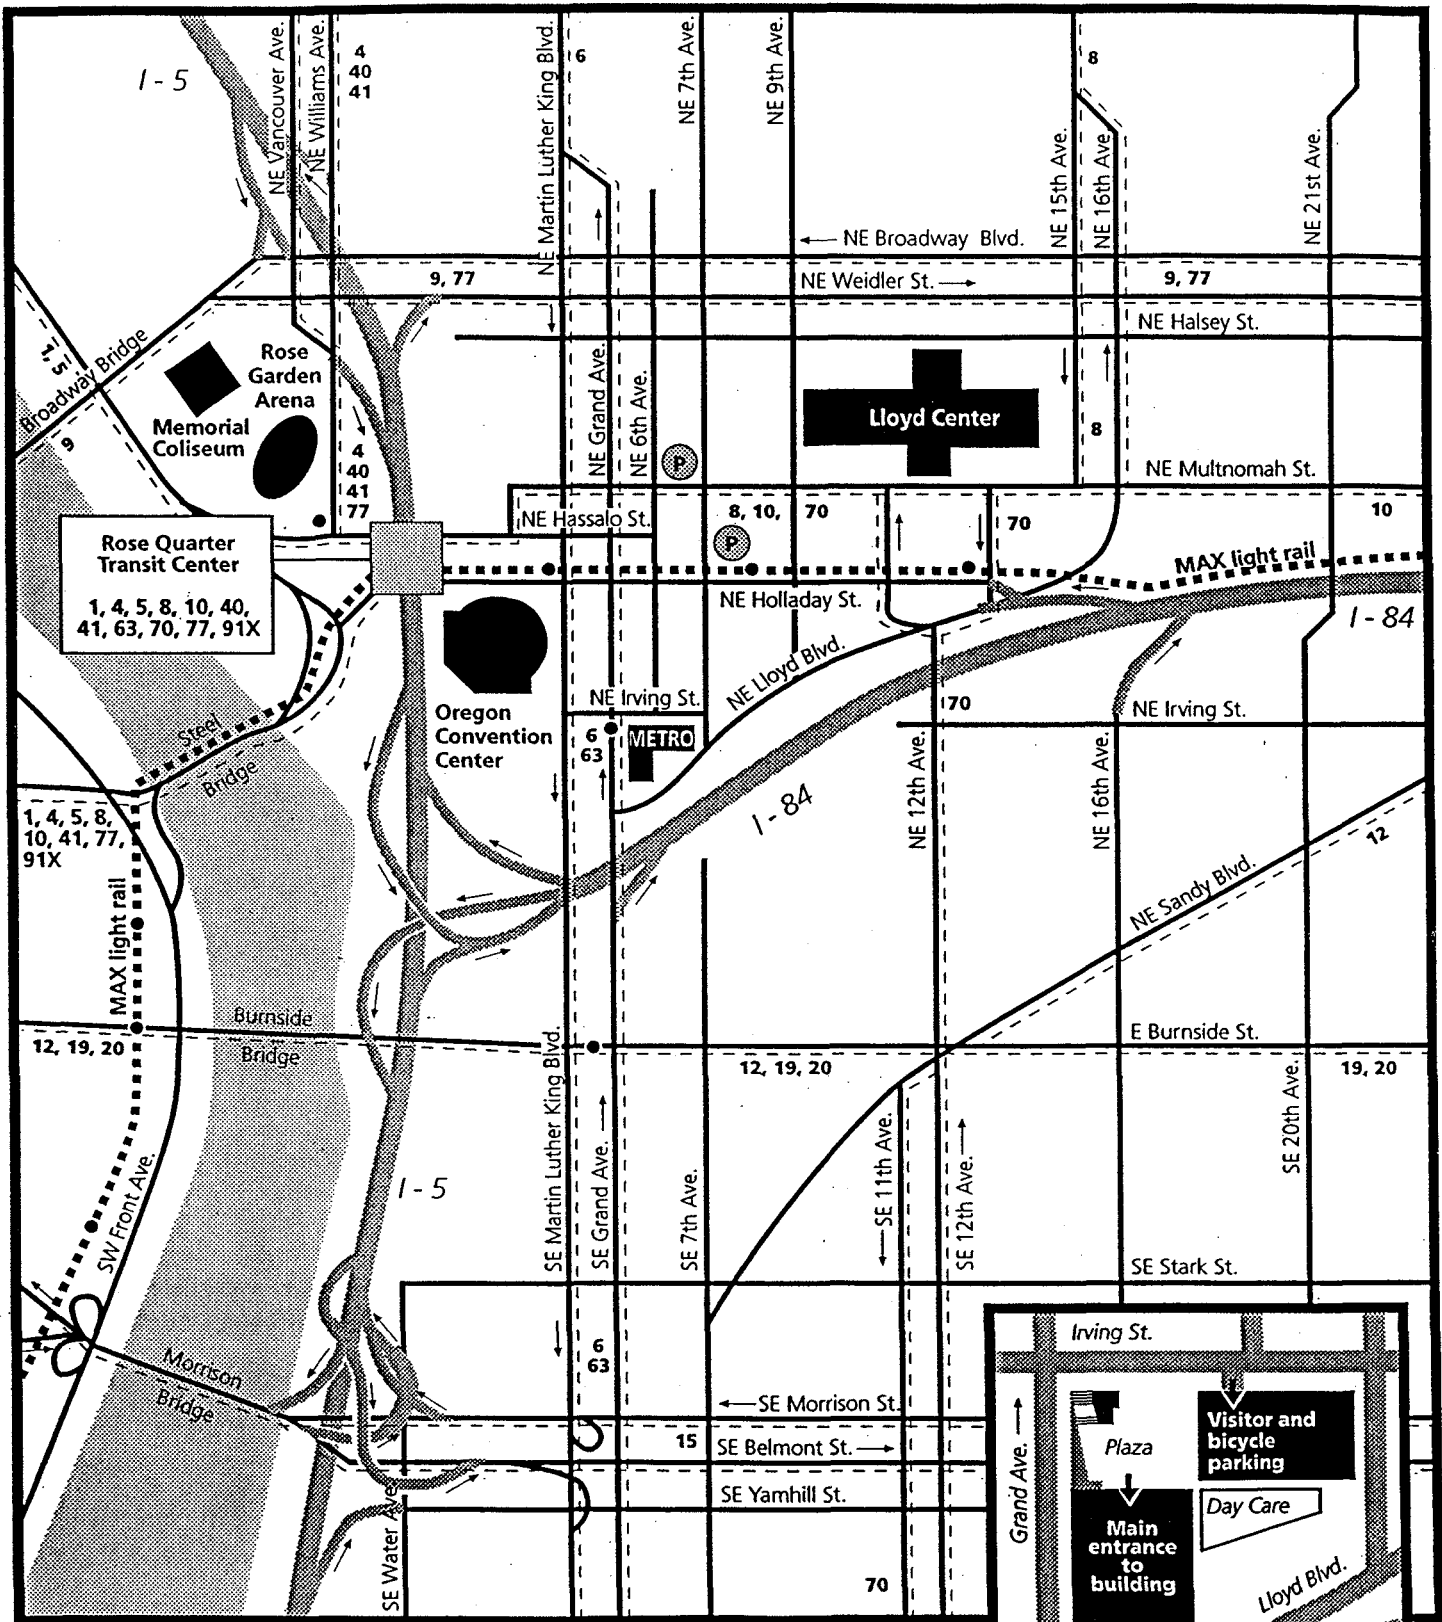 I - 5
NE Vancouver Ave.
NE Williams Ave.
4
40
41
NE Martin Luther King Blvd.
6
NE 7th Ave.
NE 9th Ave.
8
NE 15th Ave.
NE 16th Ave.
NE 21st Ave.
NE Broadway Blvd.
9, 77
NE Weidler St.
9, 77
NE Halsey St.
1, 5
Broadway Bridge
9
Rose
Garden
Arena
Memorial
Coliseum
4
40
41
77
NE Grand Ave.
NE 6th Ave.
P
Lloyd Center
8
NE Multnomah St.
NE Hassalo St.
8, 10,
70
70
10
P
MAX light rail
Rose Quarter
Transit Center
1, 4, 5, 8, 10, 40,
41, 63, 70, 77, 91X
NE Holladay St.
I - 84
NE Lloyd Blvd.
NE Irving St.
70
NE Irving St.
Oregon
Convention
Center
6
63
METRO
Steel
Bridge
I - 84
NE 12th Ave.
NE 16th Ave.
1, 4, 5, 8,
10, 41, 77,
91X
12
NE Sandy Blvd.
MAX light rail
Burnside
Bridge
12, 19, 20
E Burnside St.
12, 19, 20
19, 20
SE Martin Luther King Blvd.
SE Grand Ave.
SE 7th Ave.
SE 11th Ave.
SE 12th Ave.
SE 20th Ave.
SW Front Ave.
I - 5
SE Stark St.
6
63
Morrison
Bridge
SE Morrison St.
15
SE Belmont St.
SE Yamhill St.
SE Water Ave.
70
Irving St.
Grand Ave.
Plaza
Visitor and
bicycle
parking
Day Care
Main
entrance
to
building
Lloyd Blvd.